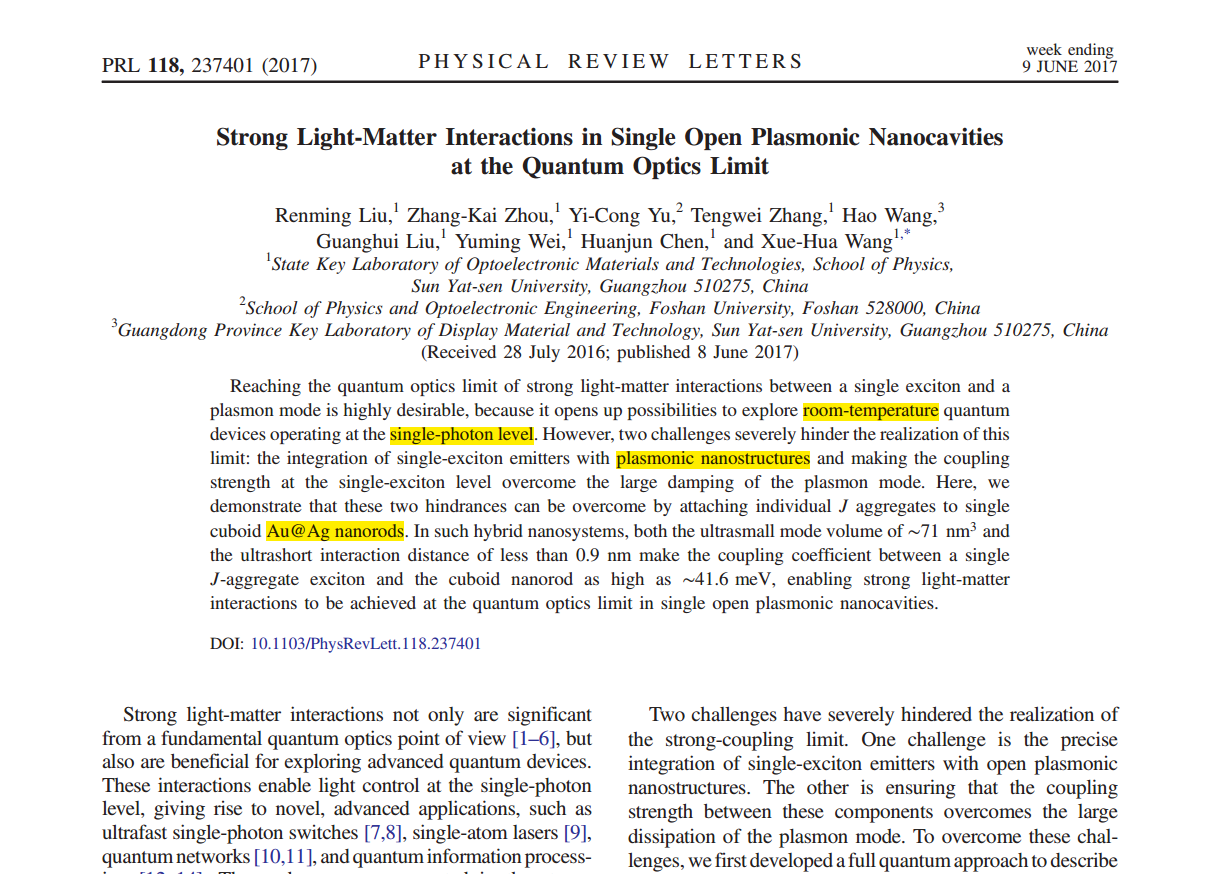 PRL 118, 237401 (2017)
PHYSICAL REVIEW LETTERS
week ending
9 JUNE 2017
Strong Light-Matter Interactions in Single Open Plasmonic Nanocavities
at the Quantum Optics Limit
Renming Liu,¹ Zhang-Kai Zhou,¹ Yi-Cong Yu,² Tengwei Zhang,¹ Hao Wang,³
Guanghui Liu,¹ Yuming Wei,¹ Huanjun Chen,¹ and Xue-Hua Wang¹,*
¹State Key Laboratory of Optoelectronic Materials and Technologies, School of Physics,
Sun Yat-sen University, Guangzhou 510275, China
²School of Physics and Optoelectronic Engineering, Foshan University, Foshan 528000, China
³Guangdong Province Key Laboratory of Display Material and Technology, Sun Yat-sen University, Guangzhou 510275, China
(Received 28 July 2016; published 8 June 2017)
Reaching the quantum optics limit of strong light-matter interactions between a single exciton and a
plasmon mode is highly desirable, because it opens up possibilities to explore room-temperature quantum
devices operating at the single-photon level. However, two challenges severely hinder the realization of this
limit: the integration of single-exciton emitters with plasmonic nanostructures and making the coupling
strength at the single-exciton level overcome the large damping of the plasmon mode. Here, we
demonstrate that these two hindrances can be overcome by attaching individual J aggregates to single
cuboid Au@Ag nanorods. In such hybrid nanosystems, both the ultrasmall mode volume of ~71 nm³ and
the ultrashort interaction distance of less than 0.9 nm make the coupling coefficient between a single
J-aggregate exciton and the cuboid nanorod as high as ~41.6 meV, enabling strong light-matter
interactions to be achieved at the quantum optics limit in single open plasmonic nanocavities.
DOI: 10.1103/PhysRevLett.118.237401
Strong light-matter interactions not only are significant
from a fundamental quantum optics point of view [1–6], but
also are beneficial for exploring advanced quantum devices.
These interactions enable light control at the single-photon
level, giving rise to novel, advanced applications, such as
ultrafast single-photon switches [7,8], single-atom lasers [9],
quantum networks [10,11], and quantum information process-
Two challenges have severely hindered the realization of
the strong-coupling limit. One challenge is the precise
integration of single-exciton emitters with open plasmonic
nanostructures. The other is ensuring that the coupling
strength between these components overcomes the large
dissipation of the plasmon mode. To overcome these chal-
lenges, we first developed a full quantum approach to describe